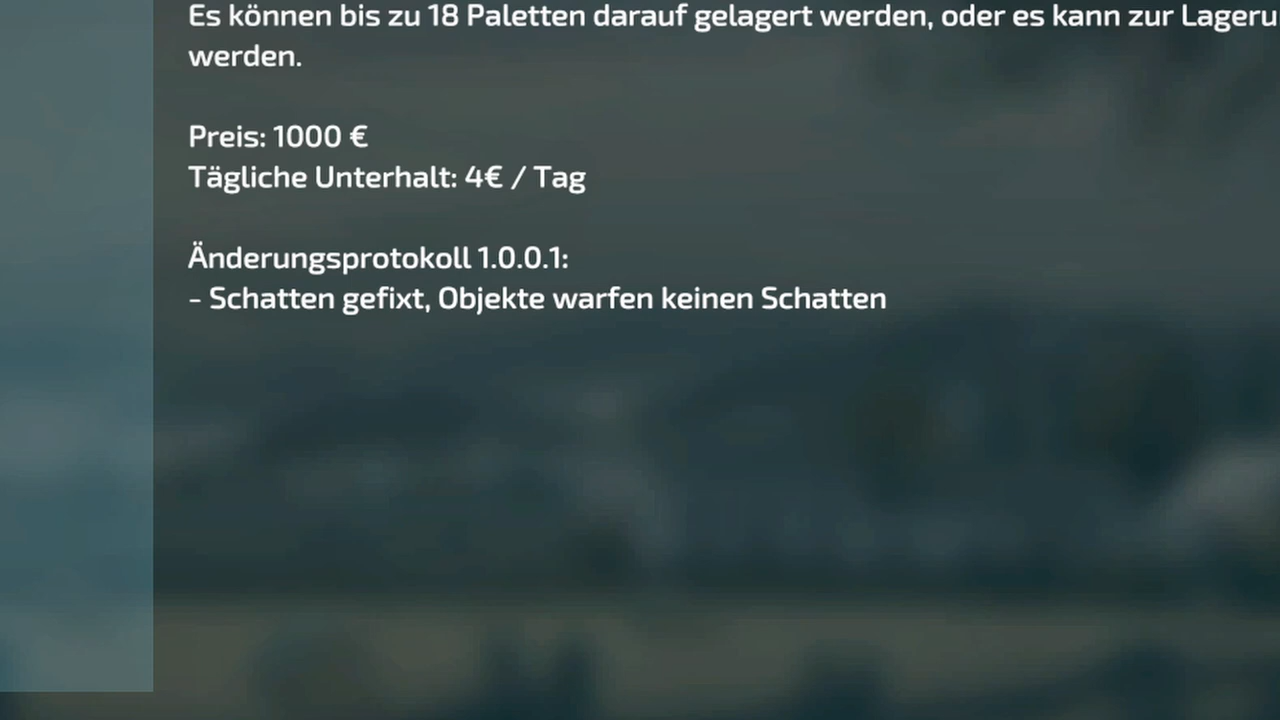 Es können bis zu 18 Paletten darauf gelagert werden, oder es kann zur
werden.
Preis: 1000 €
Tägliche Unterhalt: 4€ / Tag
Änderungsprotokoll 1.0.0.1:
- Schatten gefixt, Objekte warfen keinen Schatten